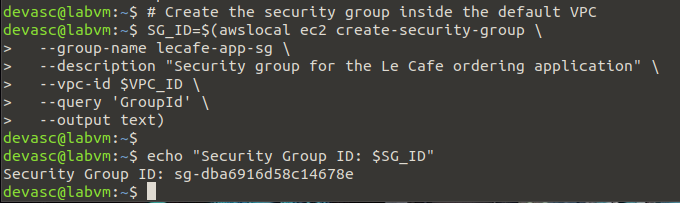 devasc@labvm:~$ # Create the security group inside the default VPC
devasc@labvm:~$ SG_ID=$(awslocal ec2 create-security-group \
>   --group-name lecafe-app-sg \
>   --description "Security group for the Le Cafe ordering application" \
>   --vpc-id $VPC_ID \
>   --query 'GroupId' \
>   --output text)
devasc@labvm:~$
devasc@labvm:~$ echo "Security Group ID: $SG_ID"
Security Group ID: sg-dba6916d58c14678e
devasc@labvm:~$